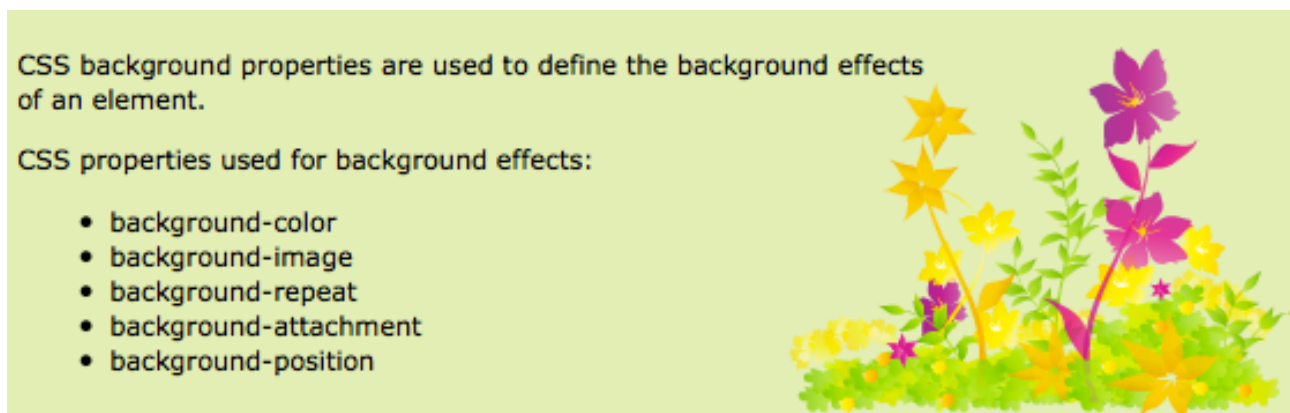 CSS background properties are used to define the background effects
of an element.
CSS properties used for background effects:
• background-color
• background-image
• background-repeat
• background-attachment
• background-position